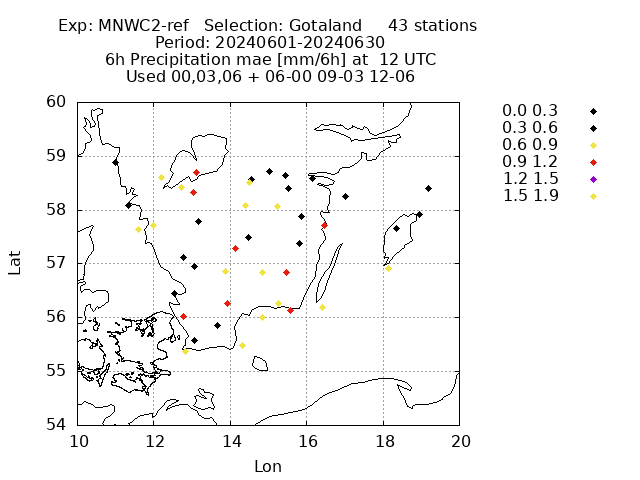 Exp: MNWC2-ref Selection: Gotaland 43 stations
Period: 20240601-20240630
6h Precipitation mae [mm/6h] at 12 UTC
Used 00,03,06 + 06-00 09-03 12-06
0.0 0.3
0.3 0.6
0.6 0.9
0.9 1.2
1.2 1.5
1.5 1.9
60
59
58
57
56
55
54
Lat
10 12 14 16 18 20
Lon